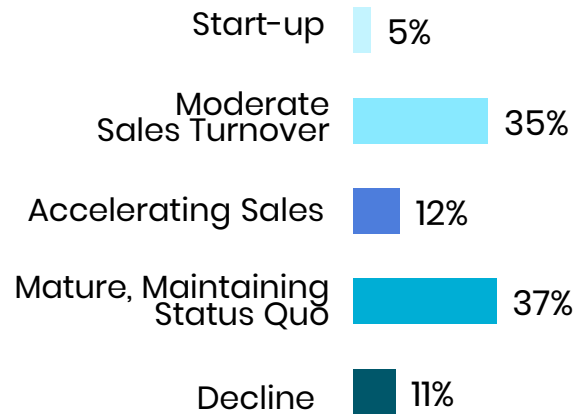 Start-up 5%
Moderate
Sales Turnover 35%
Accelerating Sales 12%
Mature, Maintaining
Status Quo 37%
Decline 11%